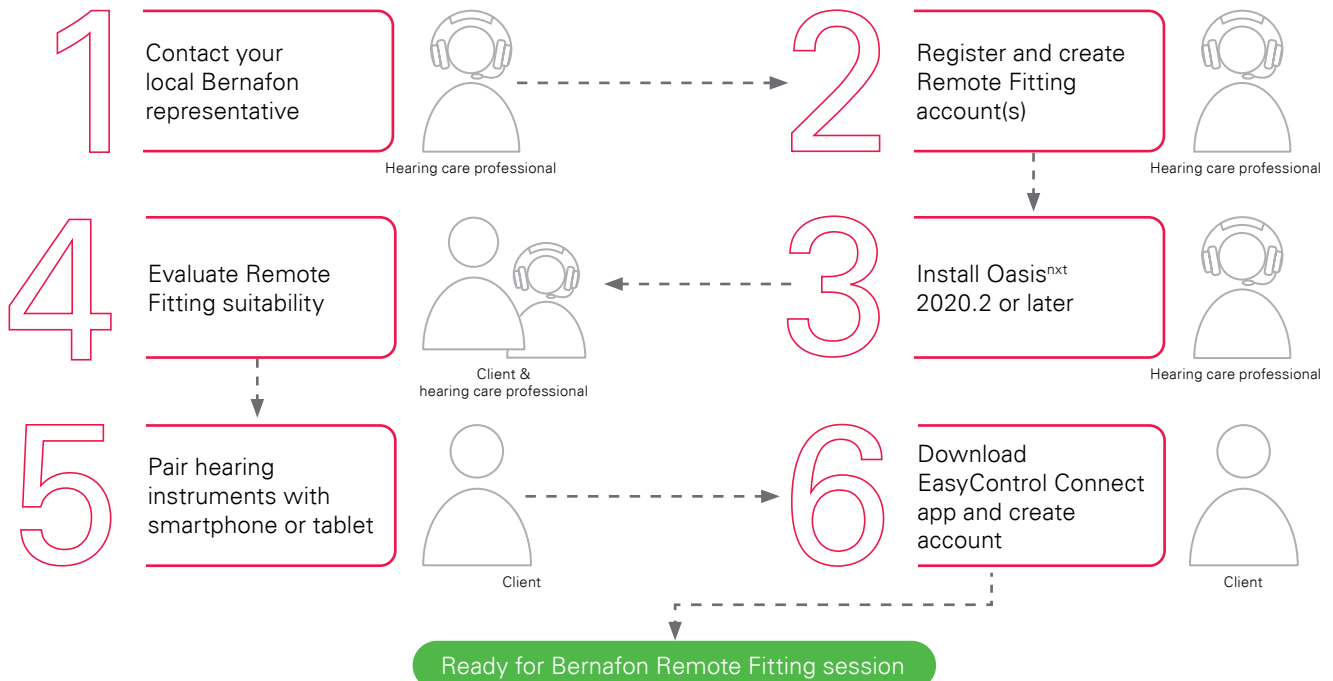 1
Contact your
local Bernafon
representative
Hearing care professional
2
Register and create
Remote Fitting
account(s)
Hearing care professional
3
Install Oasisⁿˣᵗ
2020.2 or later
Hearing care professional
4
Evaluate Remote
Fitting suitability
Client &
hearing care professional
5
Pair hearing
instruments with
smartphone or tablet
Client
6
Download
EasyControl Connect
app and create
account
Client
Ready for Bernafon Remote Fitting session